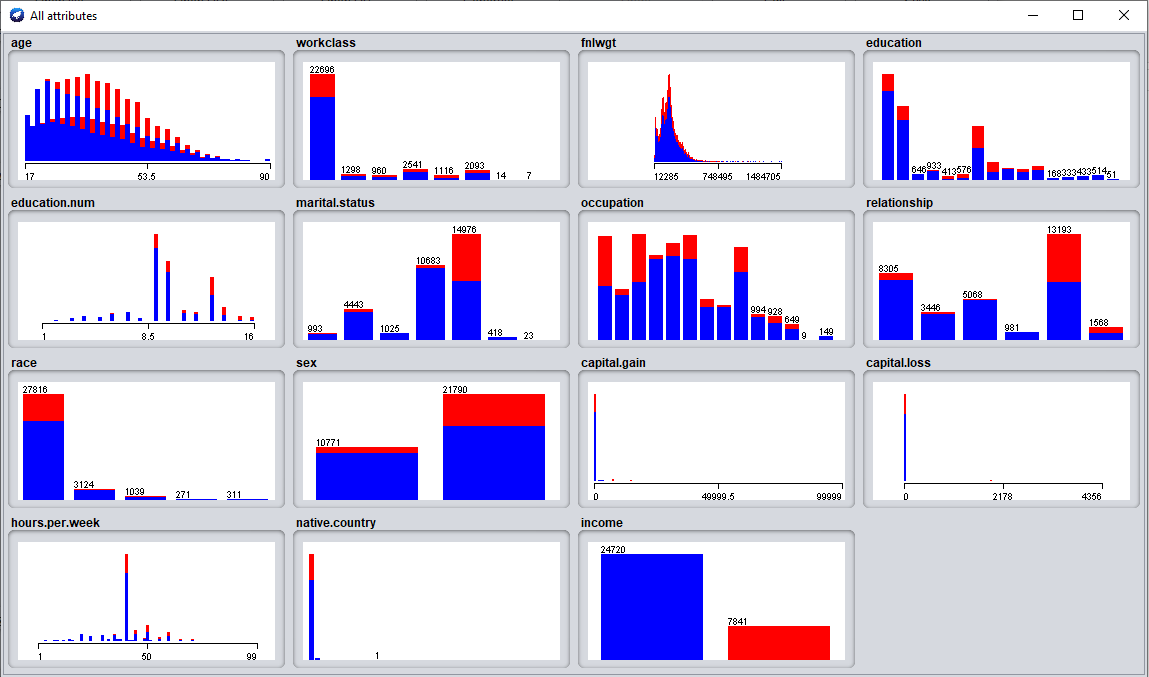 All attributes
age
17 53.5 90
workclass
22696
1298 960 2541 1116 2093 14 7
fnlwgt
12285 748495 1484705
education
646 933 413 576 168 333 433 514 51
education.num
1 8.5 16
marital.status
14976
10683
4443
993 1025 418 23
occupation
994 928 649 9 149
relationship
13193
8305
5068
3446
981 1568
race
27816
3124 1039 271 311
sex
21790
10771
capital.gain
0 49999.5 99999
capital.loss
0 2178 4356
hours.per.week
1 50 99
native.country
1
income
24720
7841